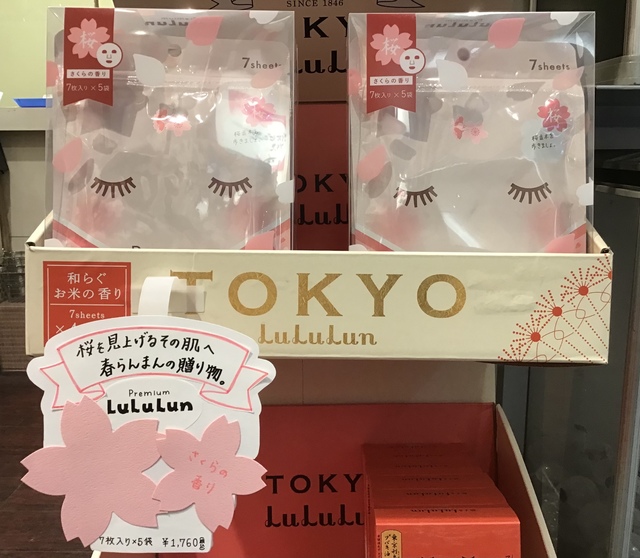 SINCE 1846
TOKYO
LuLuLun
桜
さくらの香り
7枚入り×5袋
7sheets
桜
さくらの香り
7枚入り×5袋
7sheets
桜
OKYO
LuLuLun
和らぐ
お米の香り
7sheets
TOKYO
LuLuLun
桜を見上げるその肌へ
春らんまんの贈り物。
Premium
LuLuLun
さくらの
香り
7枚入り×5袋 ¥1,760
TOKYO
LuLuLun